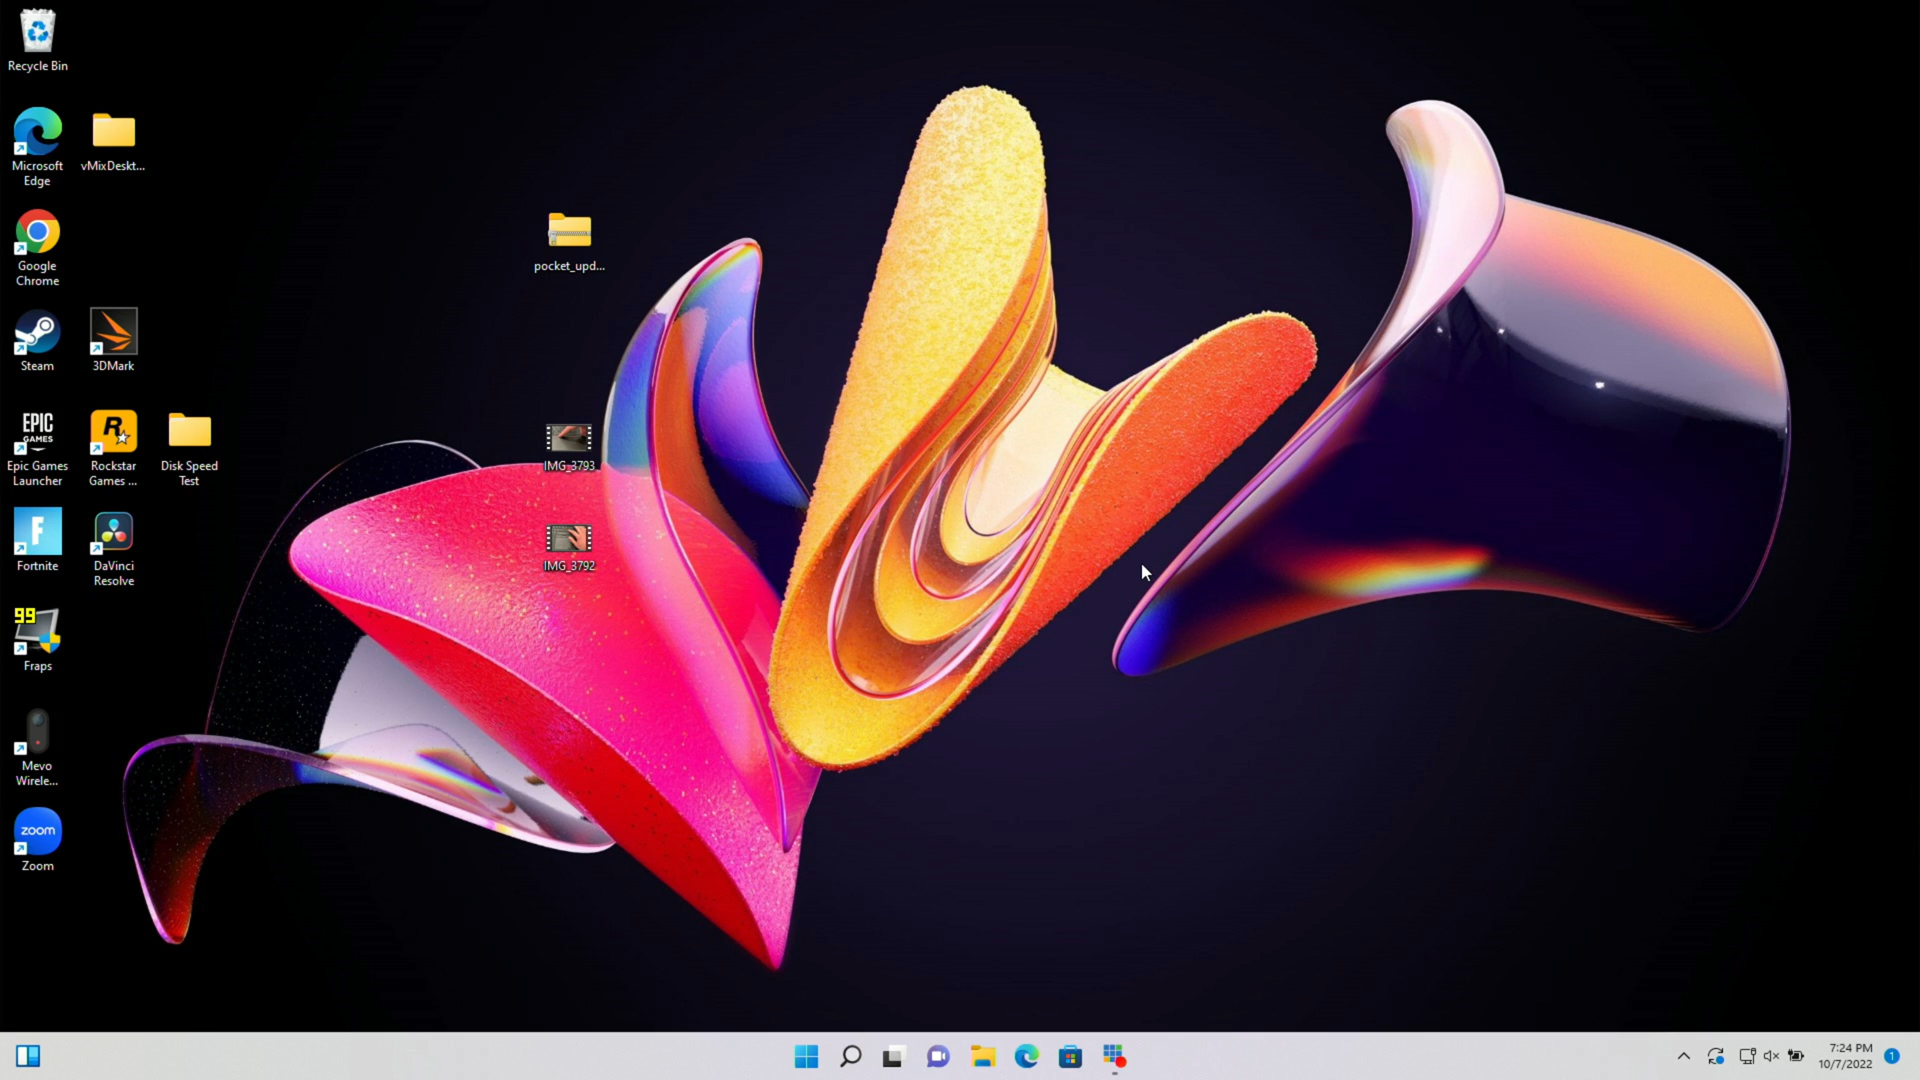 Recycle Bin
Microsoft
Edge
vMixDeskt...
Google
Chrome
pocket_upd...
Steam
3DMark
EPIC
GAMES
Epic Games
Launcher
R
Rockstar
Games ...
Disk Speed
Test
IMG_3793
F
Fortnite
DaVinci
Resolve
IMG_3792
99
Fraps
Mevo
Wirele...
zoom
Zoom
7:24 PM
10/7/2022
1